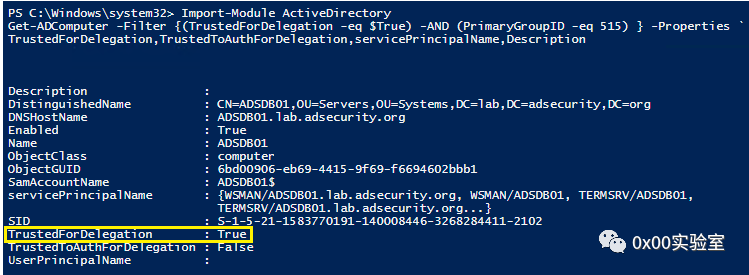 PS C:\Windows\system32> Import-Module ActiveDirectory
Get-ADComputer -Filter {(TrustedForDelegation -eq $True) -AND (PrimaryGroupID -eq 515) } -Properties `
TrustedForDelegation,TrustedToAuthForDelegation,servicePrincipalName,Description
Description :
DistinguishedName : CN=ADSDB01,OU=Servers,OU=Systems,DC=lab,DC=adsecurity,DC=org
DNSHostName : ADSDB01.lab.adsecurity.org
Enabled : True
Name : ADSDB01
ObjectClass : computer
ObjectGUID : 6bd00906-eb69-4415-9f69-f6694602bbb1
SamAccountName : ADSDB01$
servicePrincipalName : {WSMAN/ADSDB01.lab.adsecurity.org, WSMAN/ADSDB01, TERMSRV/ADSDB01,
TERMSRV/ADSDB01.lab.adsecurity.org...}
SID : S-1-5-21-1583770191-140008446-3268284411-2102
TrustedForDelegation : True
TrustedToAuthForDelegation : False
UserPrincipalName :
0x00实验室